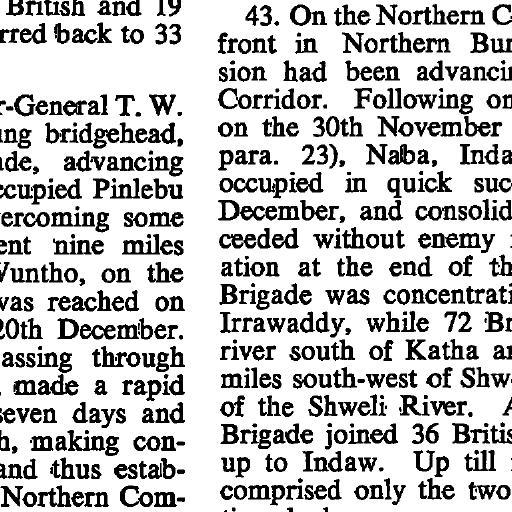 British and 19
rred back to 33
r-General T. W.
ung bridgehead,
ade, advancing
ccupied Pinlebu
vercoming some
ent nine miles
Wuntho, on the
was reached on
20th December.
assing through
made a rapid
seven days and
h, making con-
and thus estab-
Northern Com-
43. On the Northern C
front in Northern Bur
sion had been advanci
Corridor. Following on
on the 30th November
para. 23), Naba, Inda
occupied in quick suc
December, and consolid
ceeded without enemy
ation at the end of th
Brigade was concentrati
Irrawaddy, while 72 Br
river south of Katha a
miles south-west of Shw
of the Shweli River. A
Brigade joined 36 Britis
up to Indaw. Up till
comprised only the two